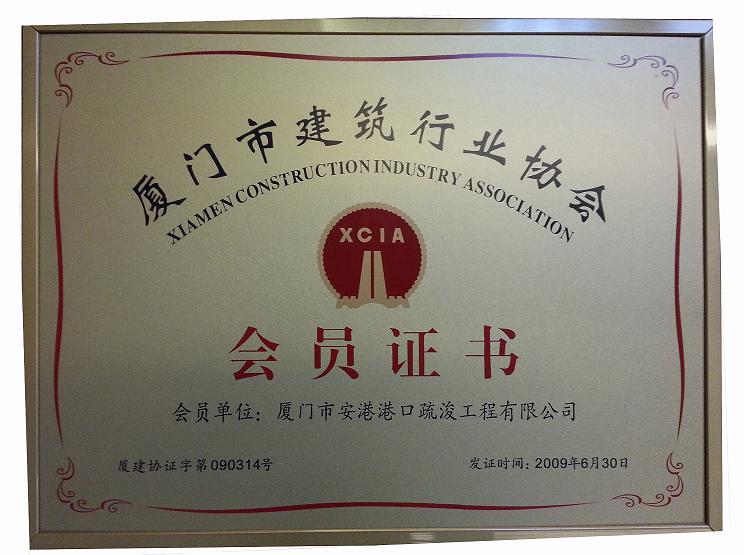 厦门市建筑行业协会
XIAMEN CONSTRUCTION INDUSTRY ASSOCIATION
XCIA
会员证书
会员单位：厦门市安港港口疏浚工程有限公司
厦建协证字第090314号
发证时间：2009年6月30日